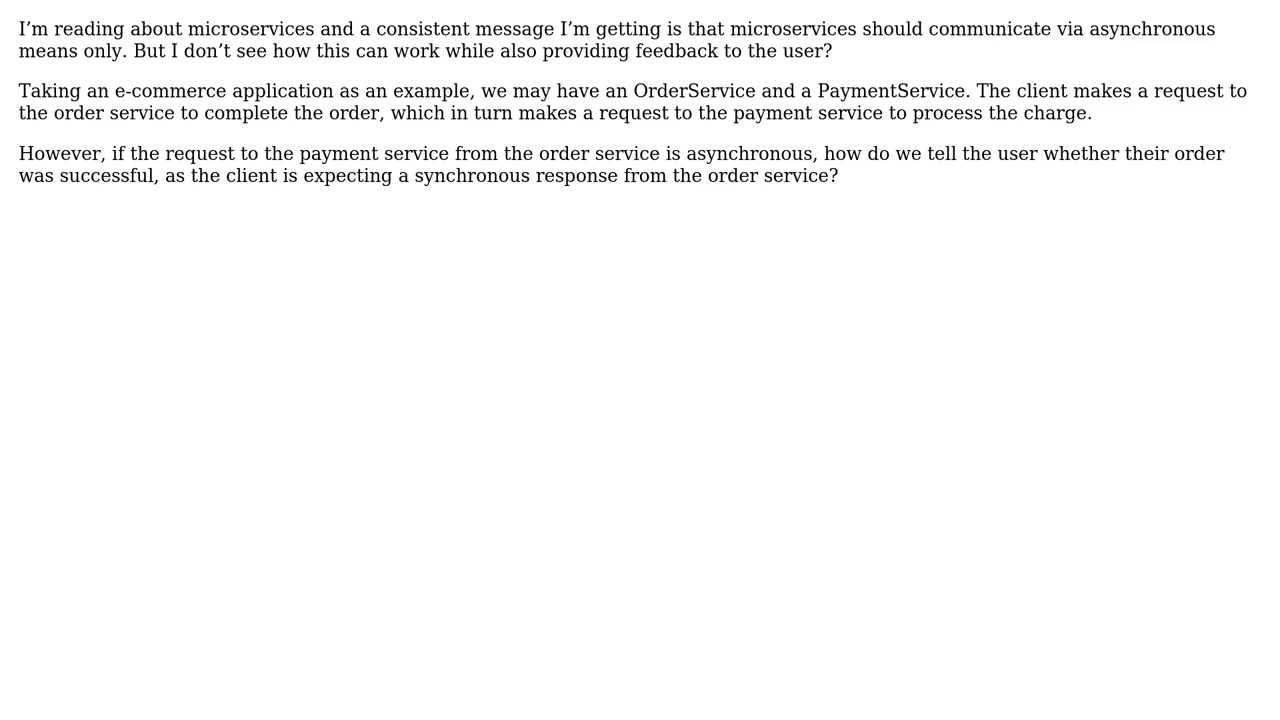 I’m reading about microservices and a consistent message I’m getting is that microservices should communicate via asynchronous
means only. But I don’t see how this can work while also providing feedback to the user?
Taking an e-commerce application as an example, we may have an OrderService and a PaymentService. The client makes a request to
the order service to complete the order, which in turn makes a request to the payment service to process the charge.
However, if the request to the payment service from the order service is asynchronous, how do we tell the user whether their order
was successful, as the client is expecting a synchronous response from the order service?